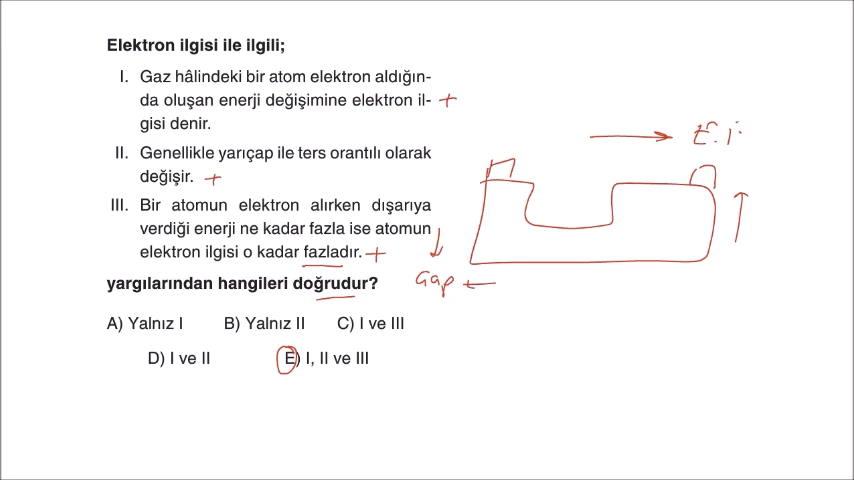 Elektron ilgisi ile ilgili;
I. Gaz hâlindeki bir atom elektron aldığın-
da oluşan enerji değişimine elektron il- +
gisi denir.
II. Genellikle yarıçap ile ters orantılı olarak
değişir. +
III. Bir atomun elektron alırken dışarıya
verdiği enerji ne kadar fazla ise atomun
elektron ilgisi o kadar fazladır. +
yargılarından hangileri doğrudur?
A) Yalnız I B) Yalnız II C) I ve III
D) I ve II E) I, II ve III
E.i.
Gap